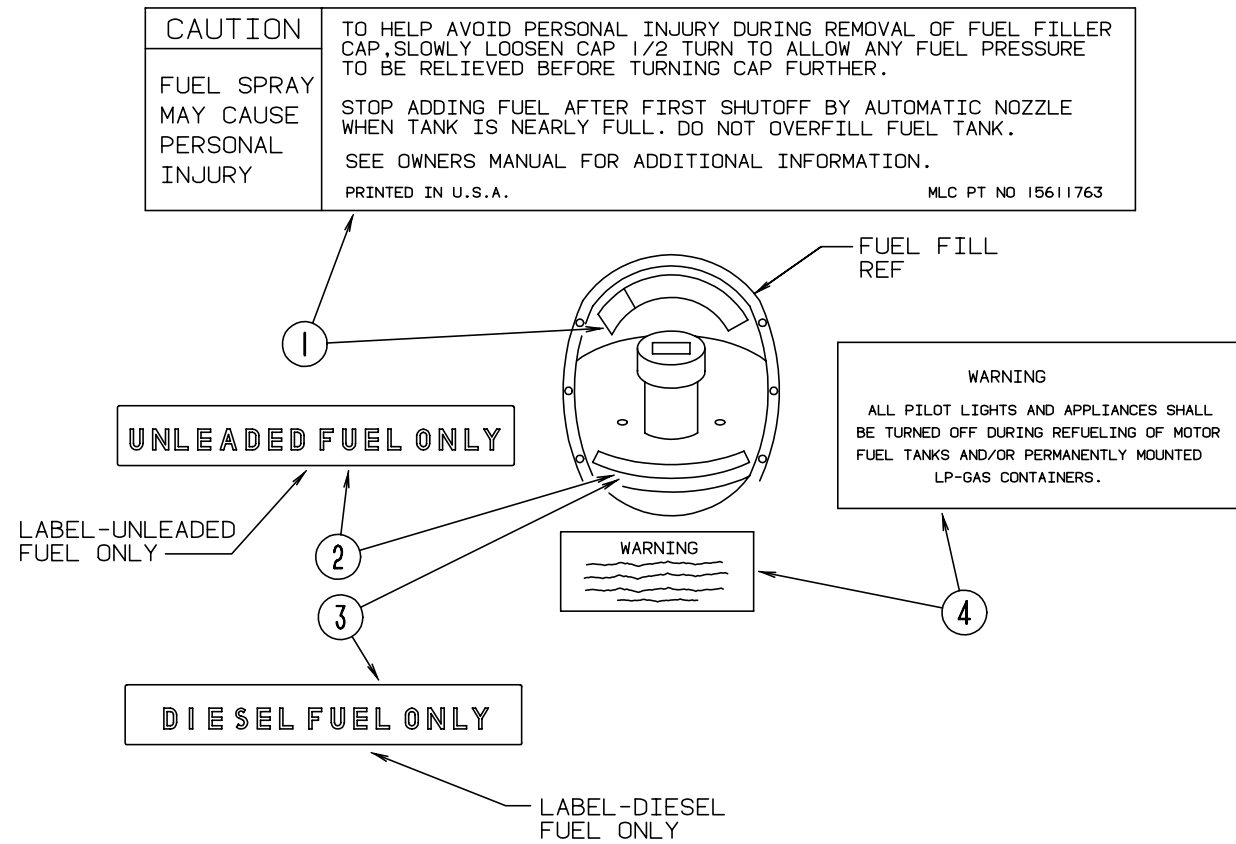 CAUTION
FUEL SPRAY
MAY CAUSE
PERSONAL
INJURY
TO HELP AVOID PERSONAL INJURY DURING REMOVAL OF FUEL FILLER
CAP,SLOWLY LOOSEN CAP 1/2 TURN TO ALLOW ANY FUEL PRESSURE
TO BE RELIEVED BEFORE TURNING CAP FURTHER.
STOP ADDING FUEL AFTER FIRST SHUTOFF BY AUTOMATIC NOZZLE
WHEN TANK IS NEARLY FULL. DO NOT OVERFILL FUEL TANK.
SEE OWNERS MANUAL FOR ADDITIONAL INFORMATION.
PRINTED IN U.S.A. MLC PT NO 15611763
FUEL FILL
REF
1
WARNING
ALL PILOT LIGHTS AND APPLIANCES SHALL
BE TURNED OFF DURING REFUELING OF MOTOR
FUEL TANKS AND/OR PERMANENTLY MOUNTED
LP-GAS CONTAINERS.
UNLEADED FUEL ONLY
LABEL-UNLEADED
FUEL ONLY
2
WARNING
3
4
DIESEL FUEL ONLY
LABEL-DIESEL
FUEL ONLY